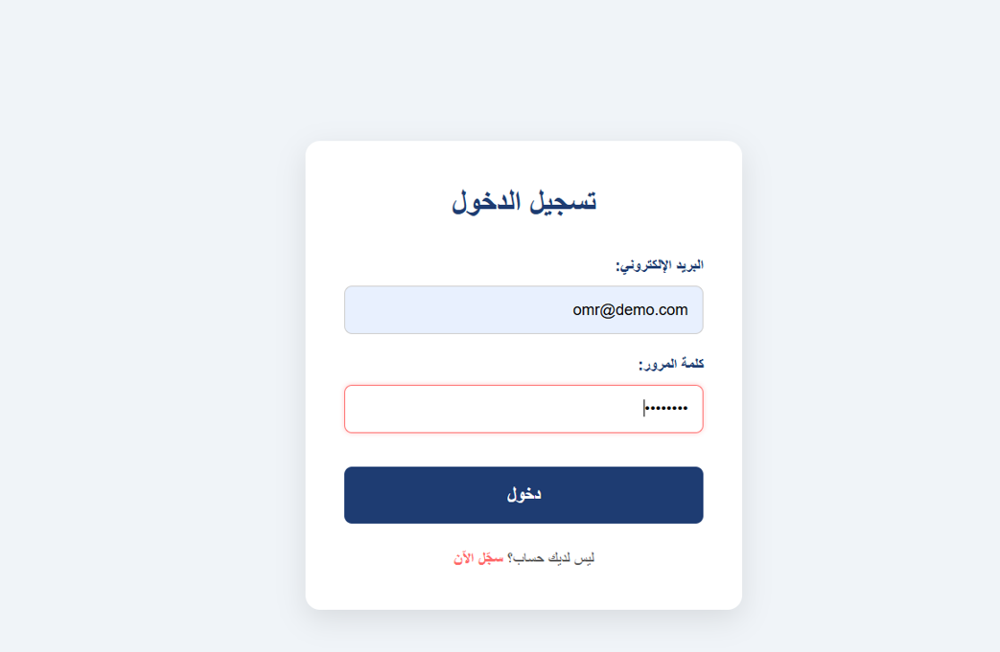 تسجيل الدخول
البريد الإلكتروني:
omr@demo.com
كلمة المرور:
••••••••
دخول
ليس لديك حساب؟ سجّل الآن